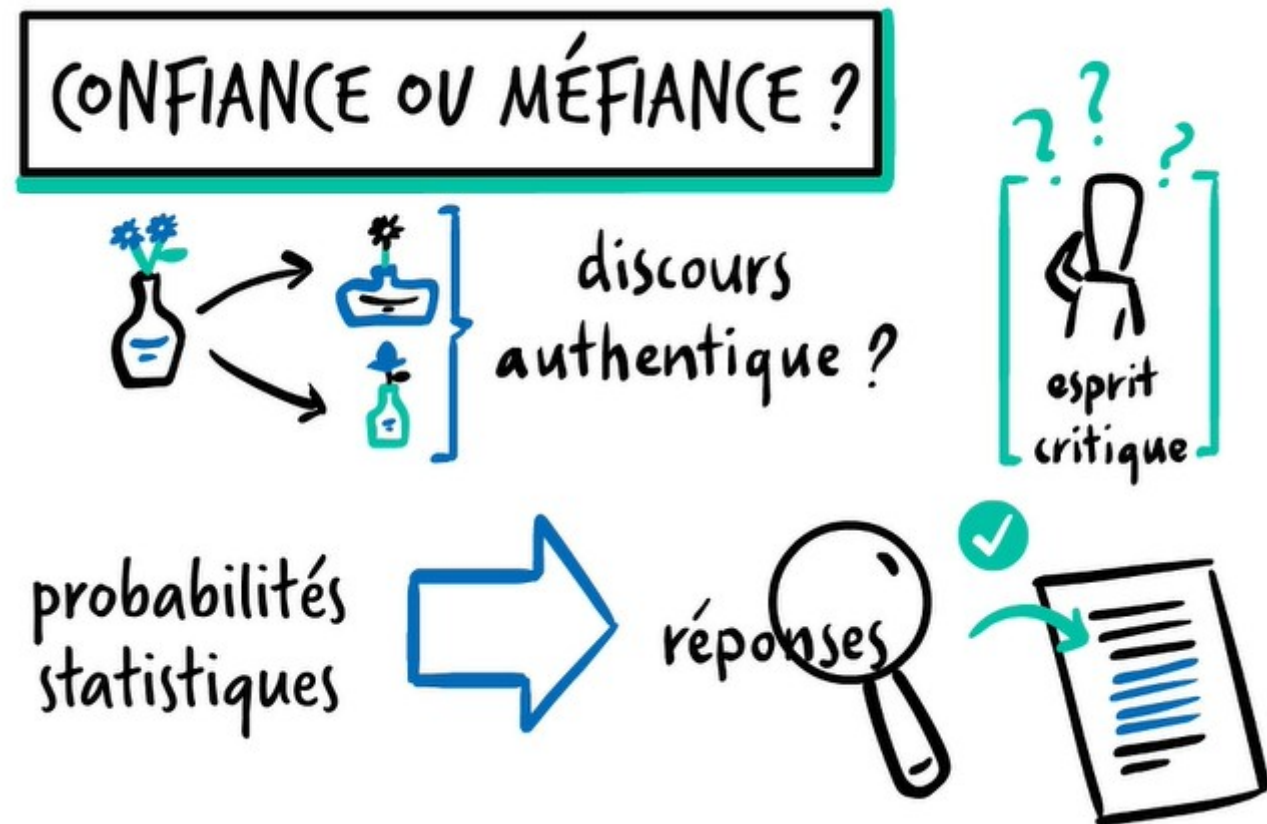 CONFIANCE OU MÉFIANCE ?
discours
authentique ?
? ? ?
esprit
critique
probabilités
statistiques
réponses